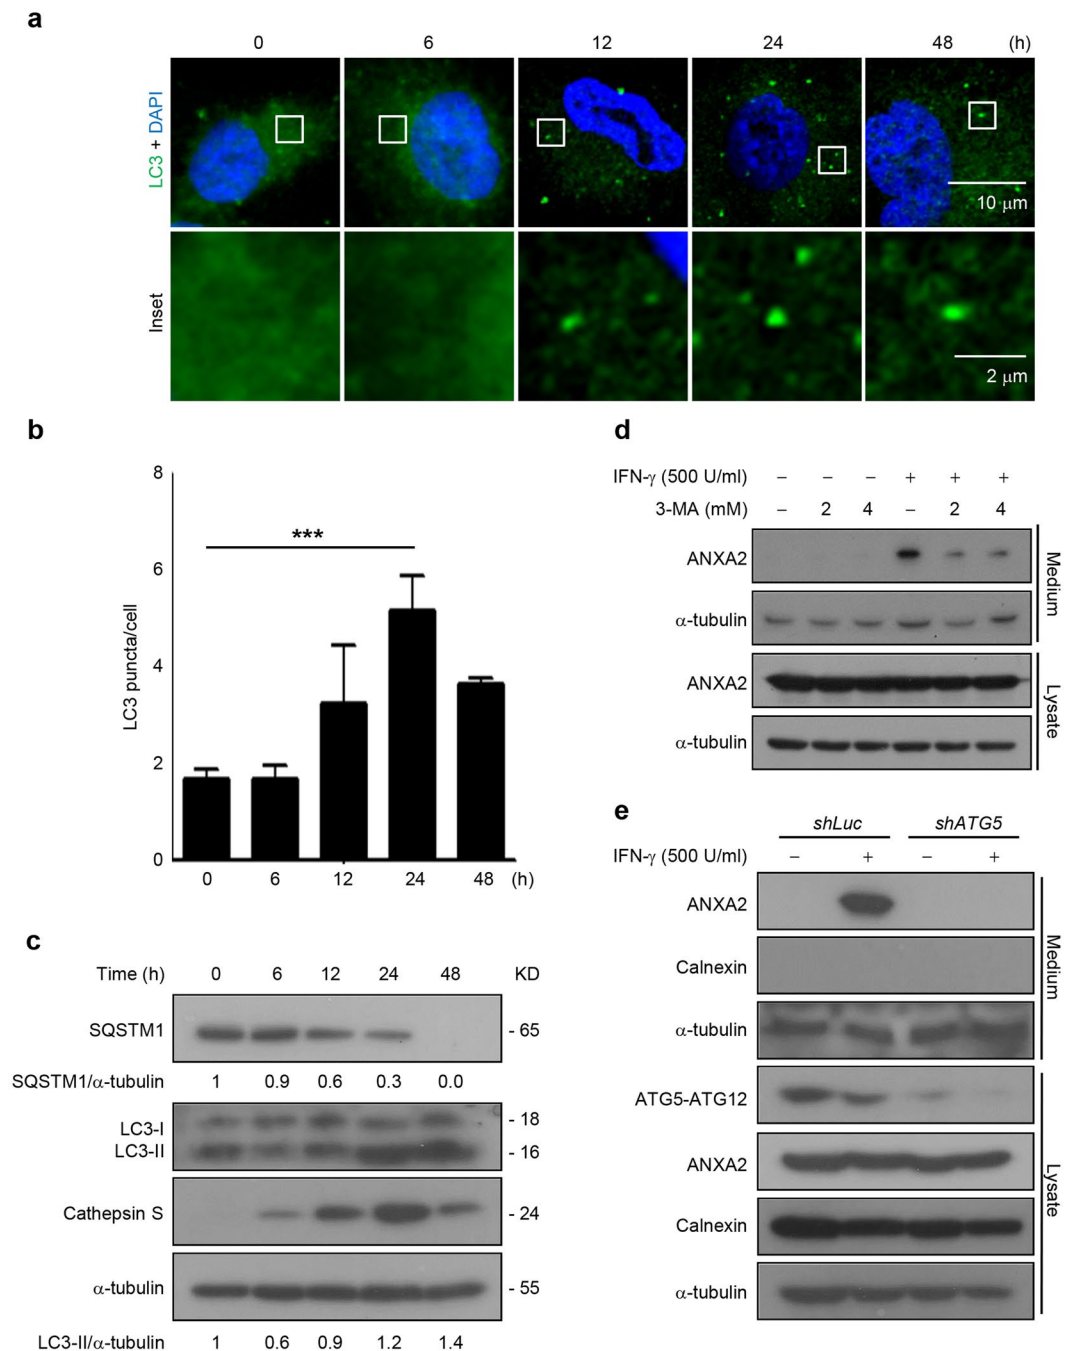 a
0 6 12 24 48 (h)
LC3 + DAPI
10 μm
Inset
2 μm
b
LC3 puncta/cell
8
6
4
2
0
***
0 6 12 24 48 (h)
c
Time (h) 0 6 12 24 48 KD
SQSTM1 - 65
SQSTM1/α-tubulin 1 0.9 0.6 0.3 0.0
LC3-I - 18
LC3-II - 16
Cathepsin S - 24
α-tubulin - 55
LC3-II/α-tubulin 1 0.6 0.9 1.2 1.4
d
IFN-γ (500 U/ml) – – – + + +
3-MA (mM) – 2 4 – 2 4
ANXA2
α-tubulin
Medium
ANXA2
α-tubulin
Lysate
e
shLuc shATG5
IFN-γ (500 U/ml) – + – +
ANXA2
Calnexin
α-tubulin
Medium
ATG5-ATG12
ANXA2
Calnexin
α-tubulin
Lysate